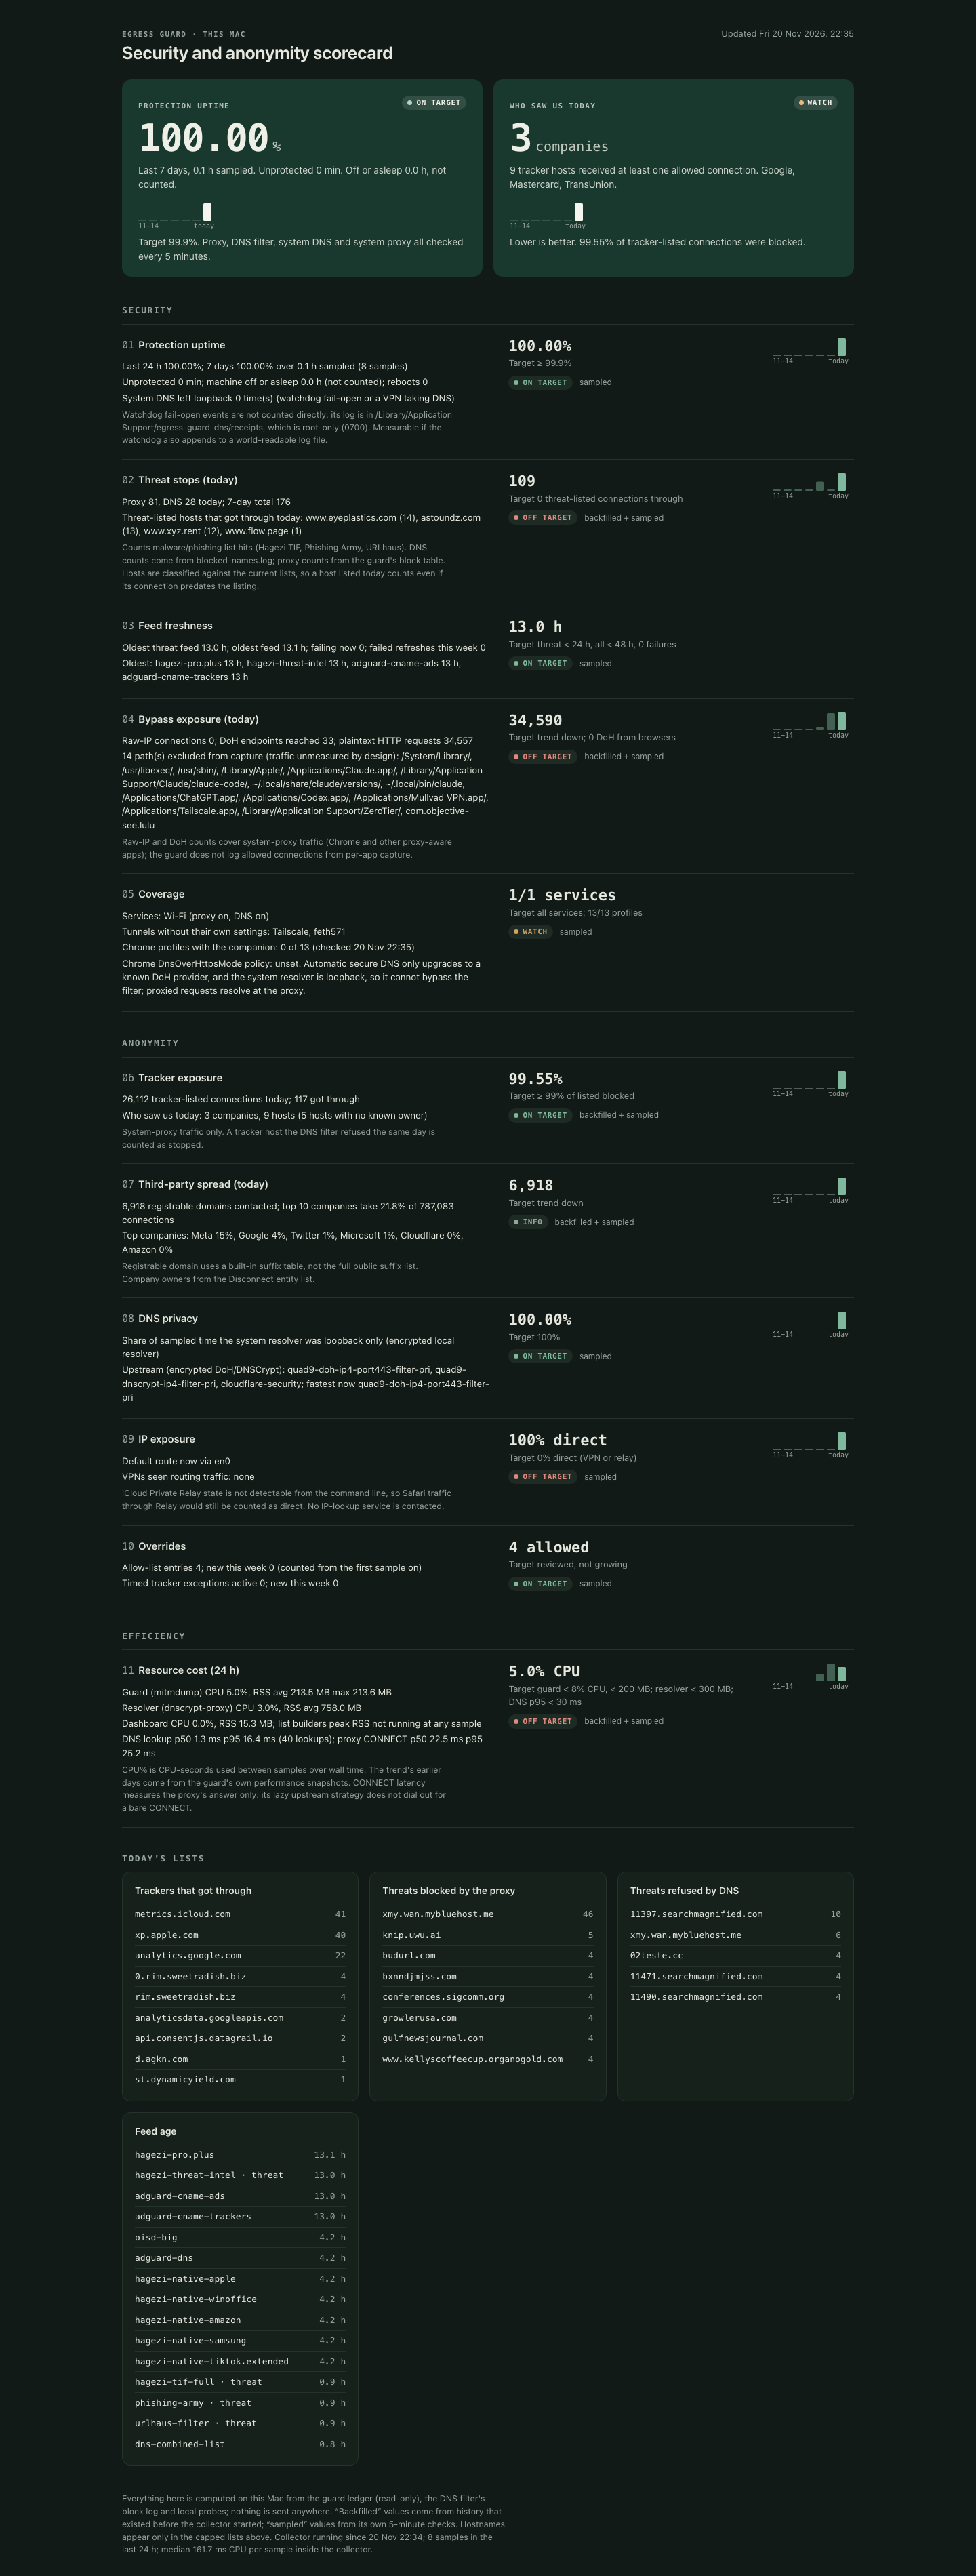 EGRESS GUARD · THIS MAC
Security and anonymity scorecard
Updated Fri 20 Nov 2026, 22:35
PROTECTION UPTIME
ON TARGET
100.00 %
Last 7 days, 0.1 h sampled. Unprotected 0 min. Off or asleep 0.0 h, not
counted.
11-14 today
Target 99.9%. Proxy, DNS filter, system DNS and system proxy all checked
every 5 minutes.
WHO SAW US TODAY
WATCH
3 companies
9 tracker hosts received at least one allowed connection. Google,
Mastercard, TransUnion.
11-14 today
Lower is better. 99.55% of tracker-listed connections were blocked.
SECURITY
01 Protection uptime
Last 24 h 100.00%; 7 days 100.00% over 0.1 h sampled (8 samples)
Unprotected 0 min; machine off or asleep 0.0 h (not counted); reboots 0
System DNS left loopback 0 time(s) (watchdog fail-open or a VPN taking DNS)
Watchdog fail-open events are not counted directly: its log is in /Library/Application
Support/egress-guard-dns/receipts, which is root-only (0700). Measurable if the
watchdog also appends to a world-readable log file.
100.00%
Target ≥ 99.9%
ON TARGET sampled
11-14 today
02 Threat stops (today)
Proxy 81, DNS 28 today; 7-day total 176
Threat-listed hosts that got through today: www.eyeplastics.com (14), astoundz.com
(13), www.xyz.rent (12), www.flow.page (1)
Counts malware/phishing list hits (Hagezi TIF, Phishing Army, URLhaus). DNS
counts come from blocked-names.log; proxy counts from the guard's block table.
Hosts are classified against the current lists, so a host listed today counts even if
its connection predates the listing.
109
Target 0 threat-listed connections through
OFF TARGET backfilled + sampled
11-14 today
03 Feed freshness
Oldest threat feed 13.0 h; oldest feed 13.1 h; failing now 0; failed refreshes this week 0
Oldest: hagezi-pro.plus 13 h, hagezi-threat-intel 13 h, adguard-cname-ads 13 h,
adguard-cname-trackers 13 h
13.0 h
Target threat < 24 h, all < 48 h, 0 failures
ON TARGET sampled
04 Bypass exposure (today)
Raw-IP connections 0; DoH endpoints reached 33; plaintext HTTP requests 34,557
14 path(s) excluded from capture (traffic unmeasured by design): /System/Library/,
/usr/libexec/, /usr/sbin/, /Library/Apple/, /Applications/Claude.app/, /Library/Application
Support/Claude/claude-code/, ~/.local/share/claude/versions/, ~/.local/bin/claude,
/Applications/ChatGPT.app/, /Applications/Codex.app/, /Applications/Mullvad VPN.app/,
/Applications/Tailscale.app/, /Library/Application Support/ZeroTier/, com.objective-
see.lulu
Raw-IP and DoH counts cover system-proxy traffic (Chrome and other proxy-aware
apps); the guard does not log allowed connections from per-app capture.
34,590
Target trend down; 0 DoH from browsers
OFF TARGET backfilled + sampled
11-14 today
05 Coverage
Services: Wi-Fi (proxy on, DNS on)
Tunnels without their own settings: Tailscale, feth571
Chrome profiles with the companion: 0 of 13 (checked 20 Nov 22:35)
Chrome DnsOverHttpsMode policy: unset. Automatic secure DNS only upgrades to a
known DoH provider, and the system resolver is loopback, so it cannot bypass the
filter; proxied requests resolve at the proxy.
1/1 services
Target all services; 13/13 profiles
WATCH sampled
ANONYMITY
06 Tracker exposure
26,112 tracker-listed connections today; 117 got through
Who saw us today: 3 companies, 9 hosts (5 hosts with no known owner)
System-proxy traffic only. A tracker host the DNS filter refused the same day is
counted as stopped.
99.55%
Target ≥ 99% of listed blocked
ON TARGET backfilled + sampled
11-14 today
07 Third-party spread (today)
6,918 registrable domains contacted; top 10 companies take 21.8% of 787,083
connections
Top companies: Meta 15%, Google 4%, Twitter 1%, Microsoft 1%, Cloudflare 0%,
Amazon 0%
Registrable domain uses a built-in suffix table, not the full public suffix list.
Company owners from the Disconnect entity list.
6,918
Target trend down
INFO backfilled + sampled
11-14 today
08 DNS privacy
Share of sampled time the system resolver was loopback only (encrypted local
resolver)
Upstream (encrypted DoH/DNSCrypt): quad9-doh-ip4-port443-filter-pri, quad9-
dnscrypt-ip4-filter-pri, cloudflare-security; fastest now quad9-doh-ip4-port443-filter-
pri
100.00%
Target 100%
ON TARGET sampled
11-14 today
09 IP exposure
Default route now via en0
VPNs seen routing traffic: none
iCloud Private Relay state is not detectable from the command line, so Safari traffic
through Relay would still be counted as direct. No IP-lookup service is contacted.
100% direct
Target 0% direct (VPN or relay)
OFF TARGET sampled
11-14 today
10 Overrides
Allow-list entries 4; new this week 0 (counted from the first sample on)
Timed tracker exceptions active 0; new this week 0
4 allowed
Target reviewed, not growing
ON TARGET sampled
EFFICIENCY
11 Resource cost (24 h)
Guard (mitmdump) CPU 5.0%, RSS avg 213.5 MB max 213.6 MB
Resolver (dnscrypt-proxy) CPU 3.0%, RSS avg 758.0 MB
Dashboard CPU 0.0%, RSS 15.3 MB; list builders peak RSS not running at any sample
DNS lookup p50 1.3 ms p95 16.4 ms (40 lookups); proxy CONNECT p50 22.5 ms p95
25.2 ms
CPU% is CPU-seconds used between samples over wall time. The trend's earlier
days come from the guard's own performance snapshots. CONNECT latency
measures the proxy's answer only: its lazy upstream strategy does not dial out for
a bare CONNECT.
5.0% CPU
Target guard < 8% CPU, < 200 MB; resolver < 300 MB;
DNS p95 < 30 ms
OFF TARGET backfilled + sampled
11-14 today
TODAY'S LISTS
Trackers that got through
metrics.icloud.com 41
xp.apple.com 40
analytics.google.com 22
0.rim.sweetradish.biz 4
rim.sweetradish.biz 4
analyticsdata.googleapis.com 2
api.consentjs.datagrail.io 2
d.agkn.com 1
st.dynamicyield.com 1
Threats blocked by the proxy
xmy.wan.mybluehost.me 46
knip.uwu.ai 5
budurl.com 4
bxnndjmjss.com 4
conferences.sigcomm.org 4
growlerusa.com 4
gulfnewsjournal.com 4
www.kellyscoffeecup.organogold.com 4
Threats refused by DNS
11397.searchmagnified.com 10
xmy.wan.mybluehost.me 6
02teste.cc 4
11471.searchmagnified.com 4
11490.searchmagnified.com 4
Feed age
hagezi-pro.plus 13.1 h
hagezi-threat-intel · threat 13.0 h
adguard-cname-ads 13.0 h
adguard-cname-trackers 13.0 h
oisd-big 4.2 h
adguard-dns 4.2 h
hagezi-native-apple 4.2 h
hagezi-native-winoffice 4.2 h
hagezi-native-amazon 4.2 h
hagezi-native-samsung 4.2 h
hagezi-native-tiktok.extended 4.2 h
hagezi-tif-full · threat 0.9 h
phishing-army · threat 0.9 h
urlhaus-filter · threat 0.9 h
dns-combined-list 0.8 h
Everything here is computed on this Mac from the guard ledger (read-only), the DNS filter's
block log and local probes; nothing is sent anywhere. "Backfilled" values come from history that
existed before the collector started; "sampled" values from its own 5-minute checks. Hostnames
appear only in the capped lists above. Collector running since 20 Nov 22:34; 8 samples in the
last 24 h; median 161.7 ms CPU per sample inside the collector.